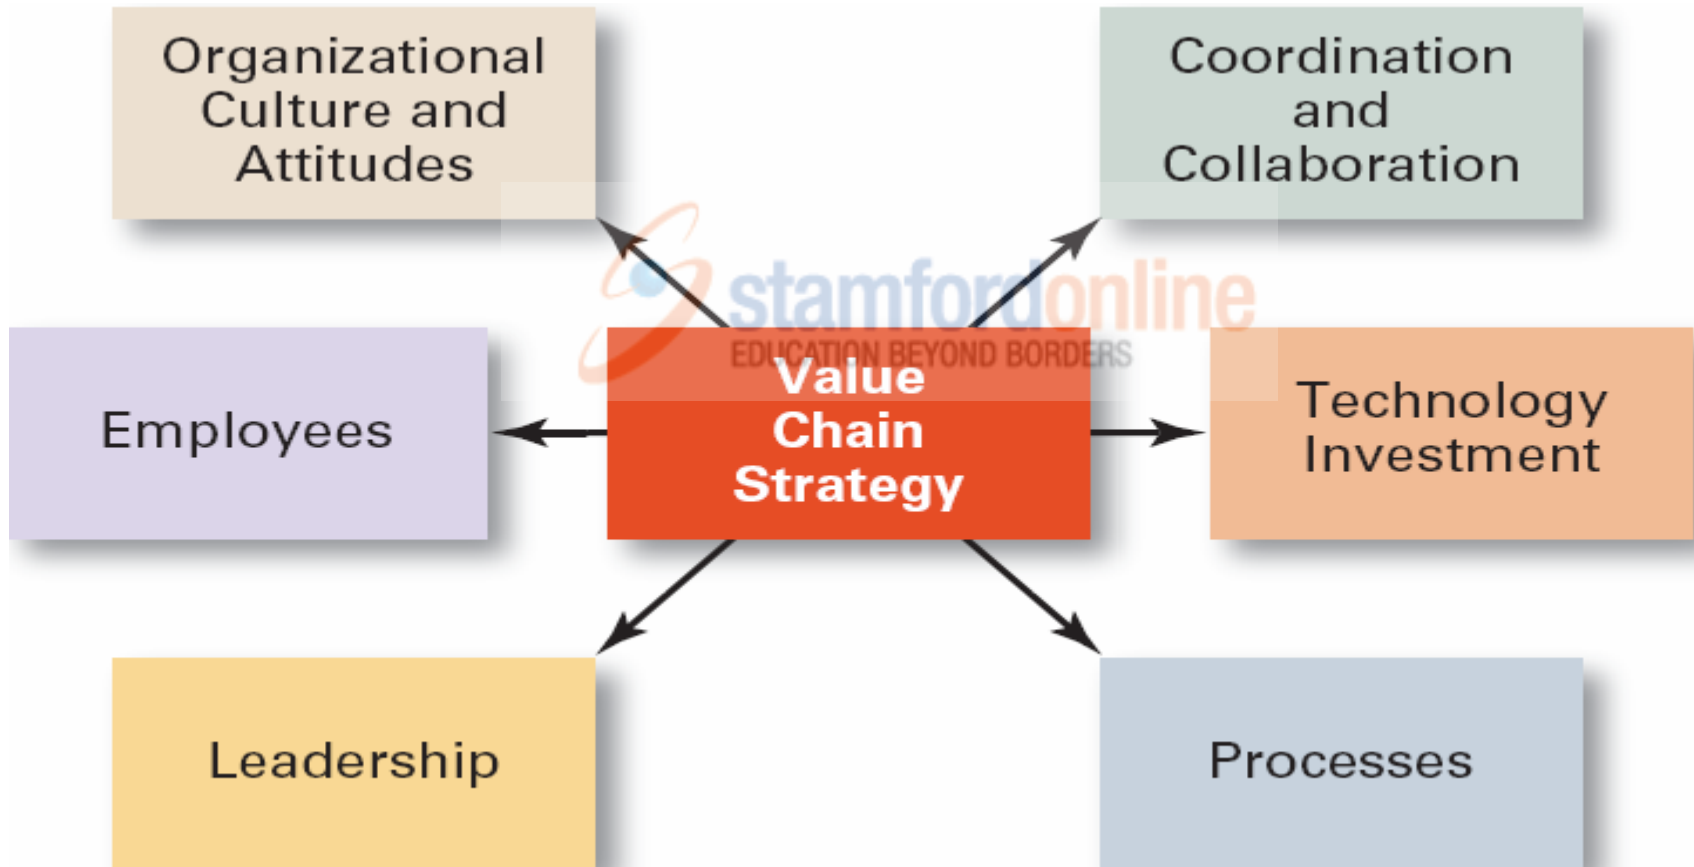 Organizational
Culture and
Attitudes
Coordination
and
Collaboration
stamfordonline
EDUCATION BEYOND BORDERS
Employees
Value
Chain
Strategy
Technology
Investment
Leadership
Processes